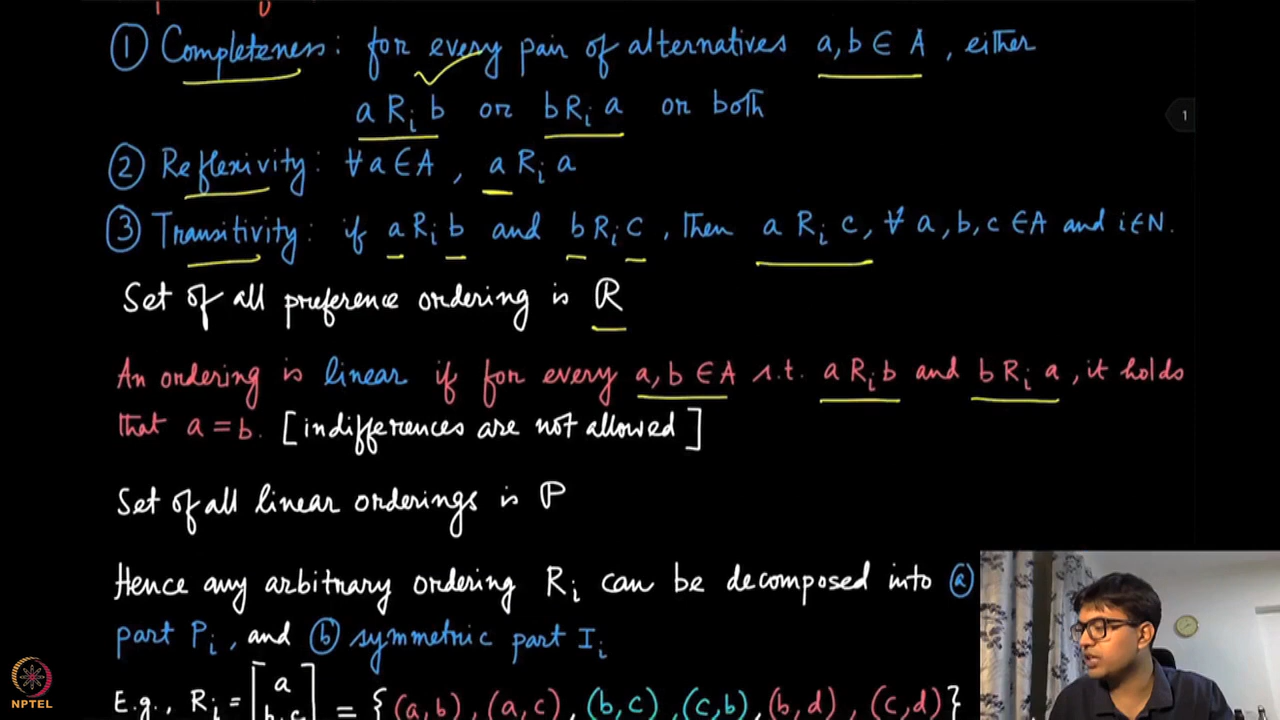 ① Completeness: for every pair of alternatives a, b ∈ A, either
a Rᵢ b or b Rᵢ a or both
1
② Reflexivity: ∀ a ∈ A, a Rᵢ a
③ Transitivity: if a Rᵢ b and b Rᵢ c, then a Rᵢ c, ∀ a, b, c ∈ A and i ∈ N.
Set of all preference ordering is ℝ
An ordering is linear if for every a, b ∈ A s.t. a Rᵢ b and b Rᵢ a, it holds
that a = b. [indifferences are not allowed]
Set of all linear orderings is ℙ
Hence any arbitrary ordering Rᵢ can be decomposed into ⓐ
part Pᵢ, and ⓑ symmetric part Iᵢ
E.g., Rᵢ = [a
b, c] = {(a, b), (a, c), (b, c), (c, b), (b, d), (c, d)}
NPTEL